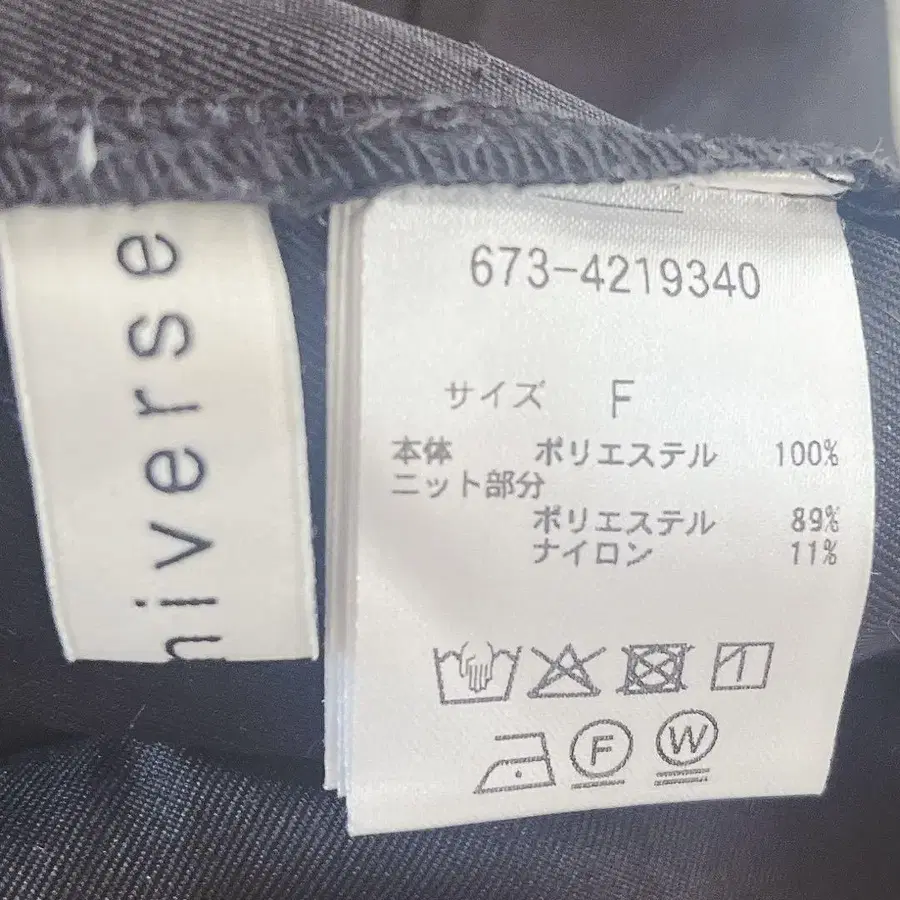 niverse
673-4219340
サイズ F
本体 ポリエステル 100%
ニット部分
ポリエステル 89%
ナイロン 11%
F W